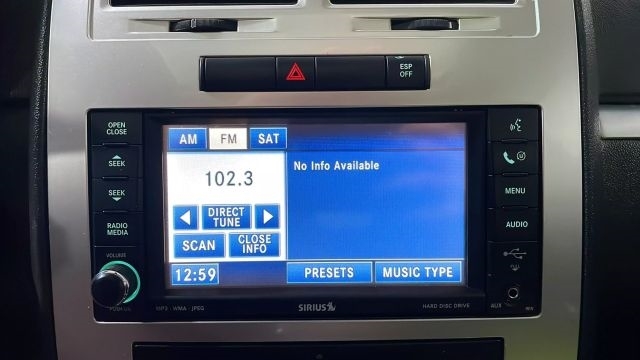 ESP
OFF
OPEN
CLOSE
SEEK
SEEK
RADIO
MEDIA
VOLUME
AM FM SAT
102.3
DIRECT
TUNE
SCAN
CLOSE
INFO
12:59
No Info Available
PRESETS
MUSIC TYPE
MENU
AUDIO
AUX
MP3 · WMA · JPEG
SIRIUS
HARD DISC DRIVE